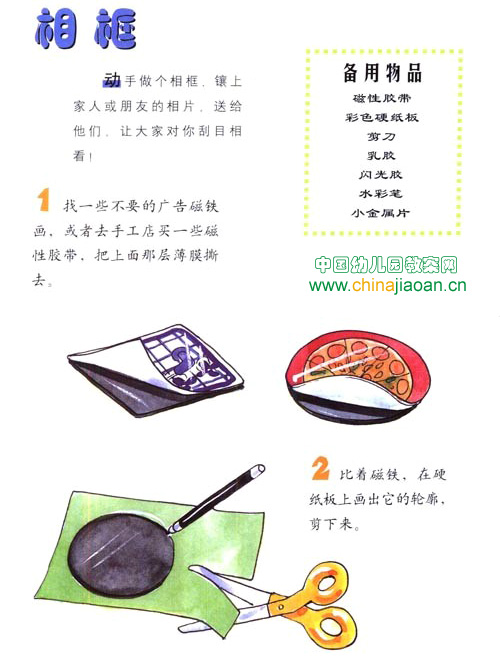 相框
动手做个相框，镶上
家人或朋友的相片，送给
他们，让大家对你刮目相
看！
备用物品
磁性胶带
彩色硬纸板
剪刀
乳胶
闪光胶
水彩笔
小金属片
1 找一些不要的广告磁铁
画，或者去手工店买一些磁
性胶带，把上面那层薄膜撕
去。
中国幼儿园教案网
www.chinajiaoan.cn
2 比着磁铁，在硬
纸板上画出它的轮廓，
剪下来。